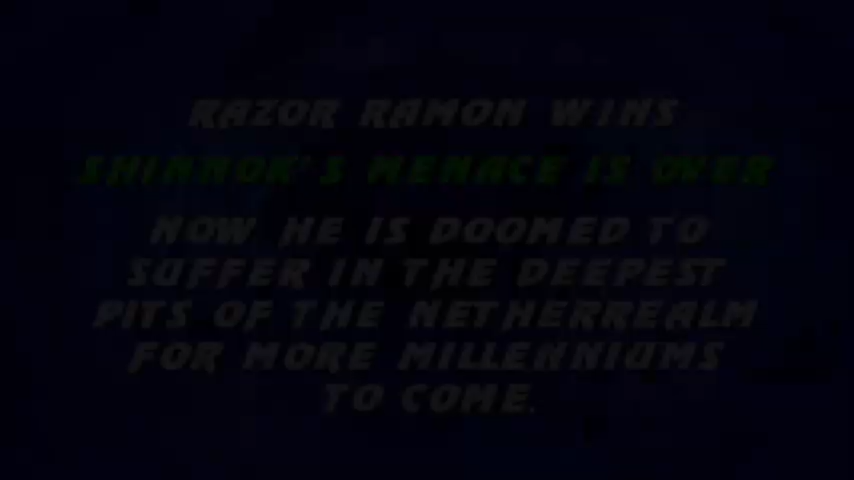 RAZOR RAMON WINS
SHINNOK'S MENACE IS OVER
NOW HE IS DOOMED TO
SUFFER IN THE DEEPEST
PITS OF THE NETHERREALM
FOR MORE MILLENNIUMS
TO COME.